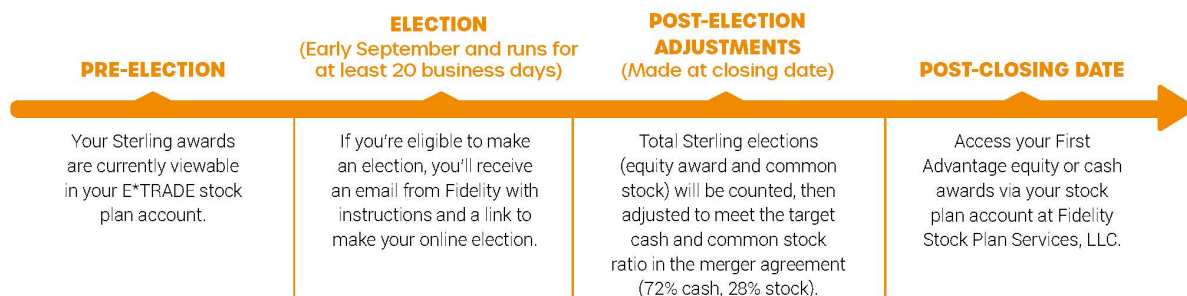 PRE-ELECTION
ELECTION
(Early September and runs for
at least 20 business days)
POST-ELECTION
ADJUSTMENTS
(Made at closing date)
POST-CLOSING DATE
Your Sterling awards
are currently viewable
in your E*TRADE stock
plan account.
If you're eligible to make
an election, you'll receive
an email from Fidelity with
instructions and a link to
make your online election.
Total Sterling elections
(equity award and common
stock) will be counted, then
adjusted to meet the target
cash and common stock
ratio in the merger agreement
(72% cash, 28% stock).
Access your First
Advantage equity or cash
awards via your stock
plan account at Fidelity
Stock Plan Services, LLC.